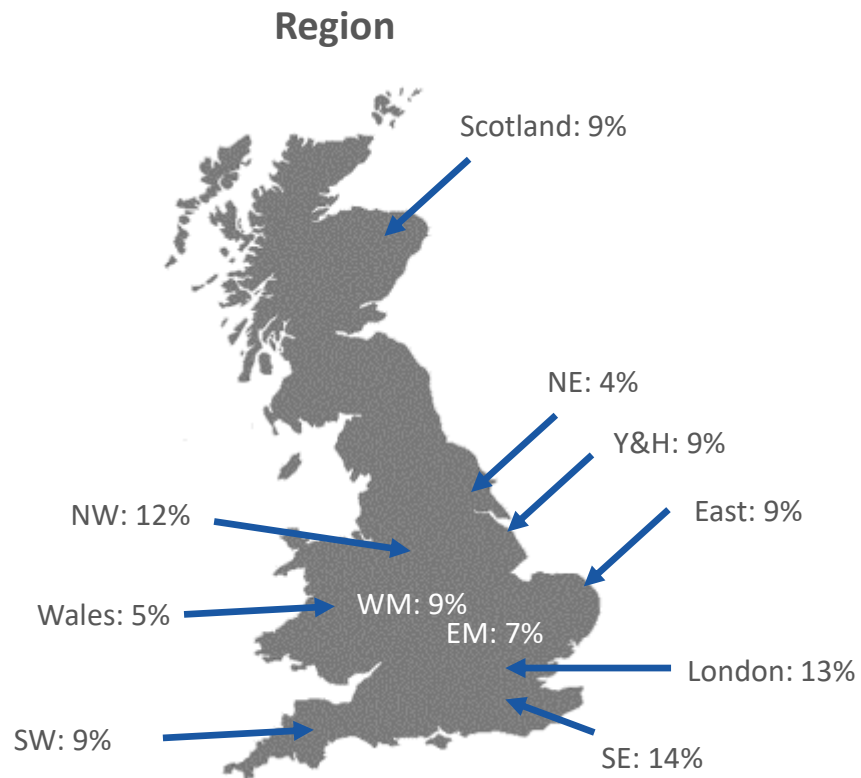 Region
Scotland: 9%
NE: 4%
Y&H: 9%
NW: 12%
East: 9%
Wales: 5%
WM: 9%
EM: 7%
London: 13%
SW: 9%
SE: 14%